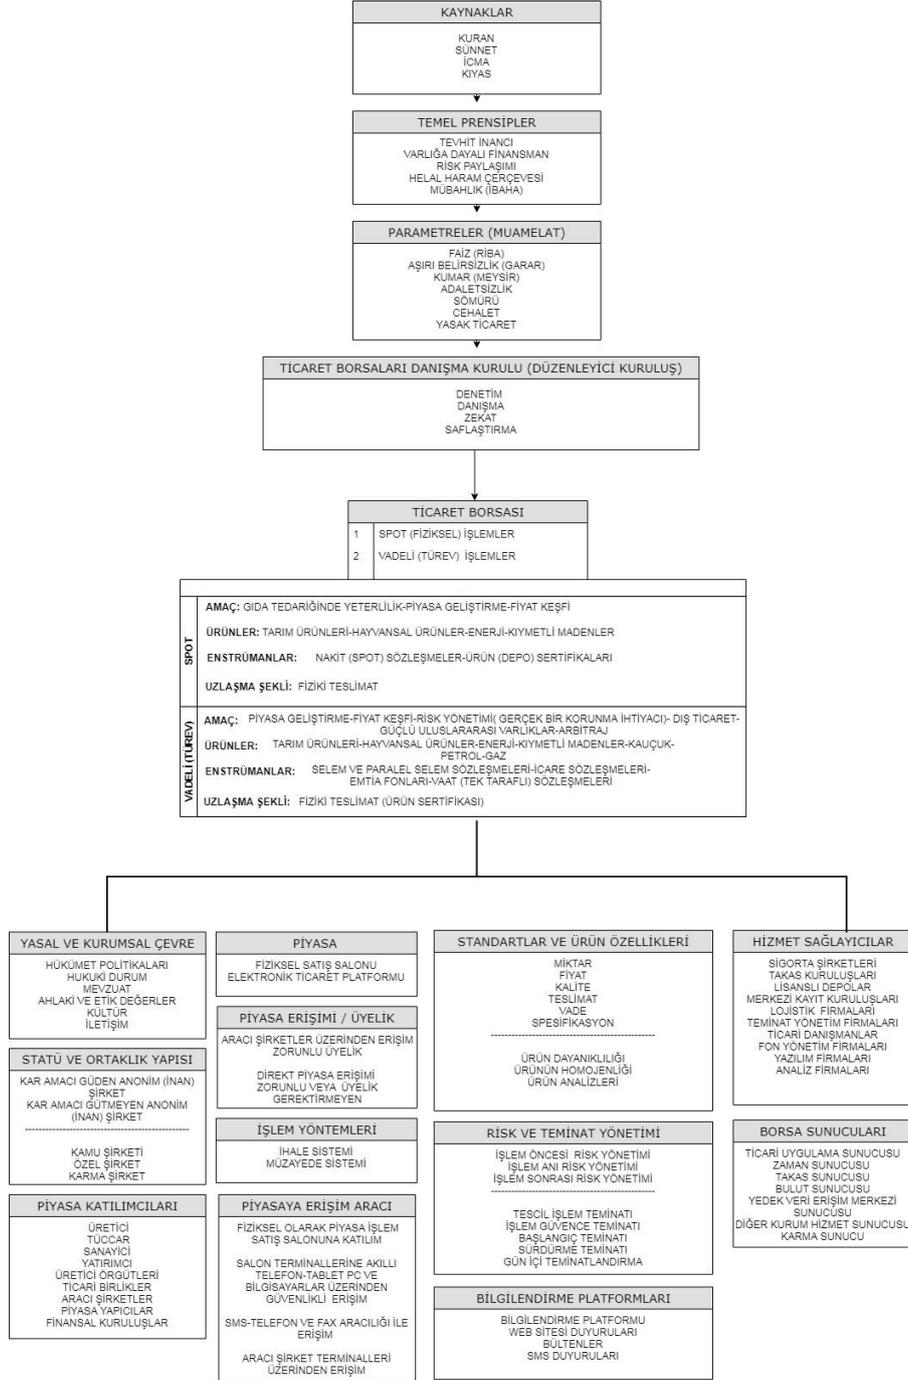 KAYNAKLAR
KURAN
SÜNNET
İCMA
KIYAS
TEMEL PRENSİPLER
TEVHİT İNANCI
VARLIĞA DAYALI FİNANSMAN
RİSK PAYLAŞIMI
HELAL HARAM ÇERÇEVESİ
MÜBAHLIK (İBAHA)
PARAMETRELER (MUAMELAT)
FAİZ (RİBA)
AŞIRI BELİRSİZLİK (GARAR)
KUMAR (MEYSİR)
ADALETSİZLİK
SÖMÜRÜ
CEHALET
YASAK TİCARET
TİCARET BORSALARI DANIŞMA KURULU (DÜZENLEYİCİ KURULUŞ)
DENETİM
DANIŞMA
ZEKAT
SAFLAŞTIRMA
TİCARET BORSASI
1 SPOT (FİZİKSEL) İŞLEMLER
2 VADELİ (TÜREV) İŞLEMLER
SPOT
AMAÇ: GIDA TEDARİĞİNDE YETERLİLİK-PİYASA GELİŞTİRME-FİYAT KEŞFİ
ÜRÜNLER: TARIM ÜRÜNLERİ-HAYVANSAL ÜRÜNLER-ENERJİ-KIYMETLİ MADENLER
ENSTRÜMANLAR: NAKİT (SPOT) SÖZLEŞMELER-ÜRÜN (DEPO) SERTİFİKALARI
UZLAŞMA ŞEKLİ: FİZİKİ TESLİMAT
VADELİ (TÜREV)
AMAÇ: PİYASA GELİŞTİRME-FİYAT KEŞFİ-RİSK YÖNETİMİ( GERÇEK BİR KORUNMA İHTİYACI)- DIŞ TİCARET-
GÜÇLÜ ULUSLARARASI VARLIKLAR-ARBİTRAJ
ÜRÜNLER: TARIM ÜRÜNLERİ-HAYVANSAL ÜRÜNLER-ENERJİ-KIYMETLİ MADENLER-KAUÇUK-
PETROL-GAZ
ENSTRÜMANLAR: SELEM VE PARALEL SELEM SÖZLEŞMELERİ-İCARE SÖZLEŞMELERİ-
EMTİA FONLARI-VAAT (TEK TARAFLI) SÖZLEŞMELERİ
UZLAŞMA ŞEKLİ: FİZİKİ TESLİMAT (ÜRÜN SERTİFİKASI)
YASAL VE KURUMSAL ÇEVRE
HÜKÜMET POLİTİKALARI
HUKUKİ DURUM
MEVZUAT
AHLAKİ VE ETİK DEĞERLER
KÜLTÜR
İLETİŞİM
STATÜ VE ORTAKLIK YAPISI
KAR AMACI GÜDEN ANONİM (İNAN)
ŞİRKET
KAR AMACI GÜTMEYEN ANONİM
(İNAN) ŞİRKET
------------------------------------------------
KAMU ŞİRKETİ
ÖZEL ŞİRKET
KARMA ŞİRKET
PİYASA KATILIMCILARI
ÜRETİCİ
TÜCCAR
SANAYİCİ
YATIRIMCI
ÜRETİCİ ÖRGÜTLERİ
TİCARİ BİRLİKLER
ARACI ŞİRKETLER
PİYASA YAPICILAR
FİNANSAL KURULUŞLAR
PİYASA
FİZİKSEL SATIŞ SALONU
ELEKTRONİK TİCARET PLATFORMU
PİYASA ERİŞİMİ / ÜYELİK
ARACI ŞİRKETLER ÜZERİNDEN ERİŞİM
ZORUNLU ÜYELİK
DİREKT PİYASA ERİŞİMİ
ZORUNLU VEYA ÜYELİK
GEREKTİRMEYEN
İŞLEM YÖNTEMLERİ
İHALE SİSTEMİ
MÜZAYEDE SİSTEMİ
PİYASAYA ERİŞİM ARACI
FİZİKSEL OLARAK PİYASA İŞLEM
SATIŞ SALONUNA KATILIM
SALON TERMİNALLERİNE AKILLI
TELEFON-TABLET PC VE
BİLGİSAYARLAR ÜZERİNDEN
GÜVENLİKLİ ERİŞİM
SMS-TELEFON VE FAX ARACILIĞI İLE
ERİŞİM
ARACI ŞİRKET TERMİNALLERİ
ÜZERİNDEN ERİŞİM
STANDARTLAR VE ÜRÜN ÖZELLİKLERİ
MİKTAR
FİYAT
KALİTE
TESLİMAT
VADE
SPESİFİKASYON
------------------------------------------------
ÜRÜN DAYANIKLILIĞI
ÜRÜNÜN HOMOJENLİĞİ
ÜRÜN ANALİZLERİ
RİSK VE TEMİNAT YÖNETİMİ
İŞLEM ÖNCESİ RİSK YÖNETİMİ
İŞLEM ANI RİSK YÖNETİMİ
İŞLEM SONRASI RİSK YÖNETİMİ
------------------------------------------------
TESCİL İŞLEM TEMİNATI
İŞLEM GÜVENCE TEMİNATI
BAŞLANGIÇ TEMİNATI
SÜRDÜRME TEMİNATI
GÜN İÇİ TEMİNATLANDIRMA
BİLGİLENDİRME PLATFORMLARI
BİLGİLENDİRME PLATFORMU
WEB SİTESİ DUYURULARI
BÜLTENLER
SMS DUYURULARI
HİZMET SAĞLAYICILAR
SİGORTA ŞİRKETLERİ
TAKAS KURULUŞLARI
LİSANSLI DEPOLAR
MERKEZİ KAYIT KURULUŞLARI
LOJİSTİK FİRMALARI
TEMİNAT YÖNETİM FİRMALARI
TİCARİ DANIŞMANLAR
FON YÖNETİM FİRMALARI
YAZILIM FİRMALARI
ANALİZ FİRMALARI
BORSA SUNUCULARI
TİCARİ UYGULAMA SUNUCUSU
ZAMAN SUNUCUSU
TAKAS SUNUCUSU
BULUT SUNUCUSU
YEDEK VERİ ERİŞİM MERKEZİ
SUNUCUSU
DİĞER KURUM HİZMET SUNUCUSU
KARMA SUNUCU